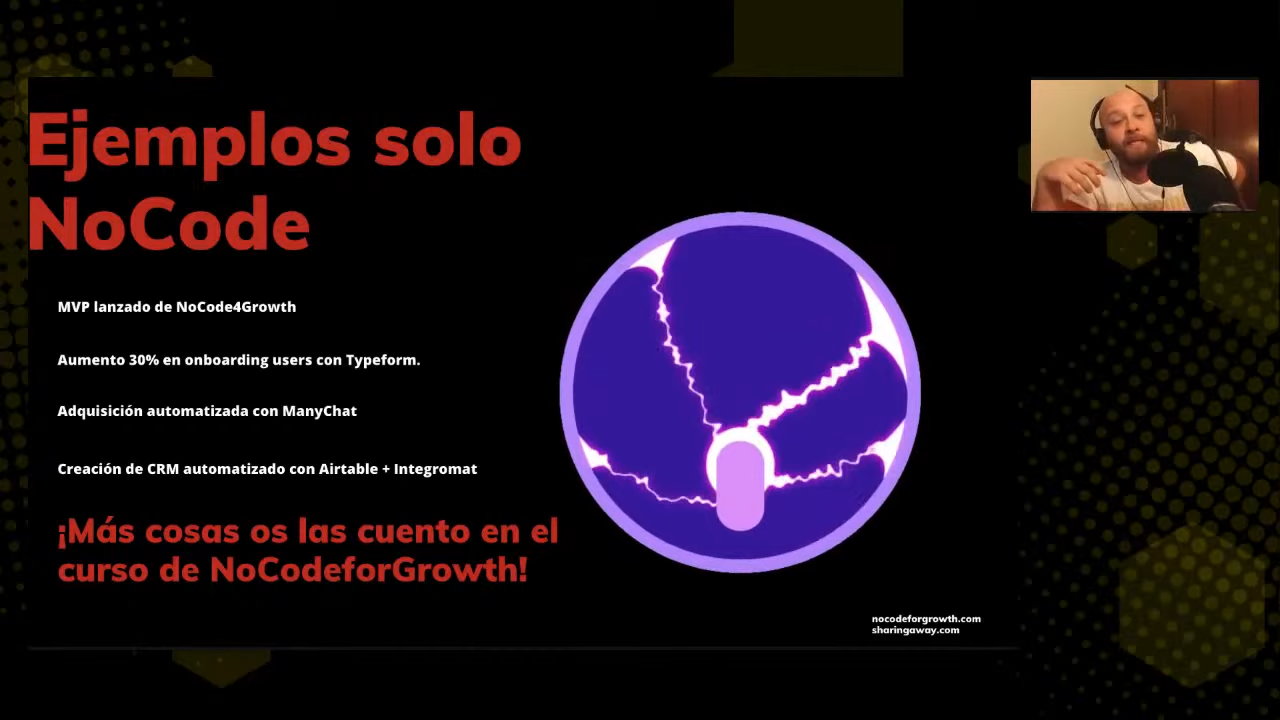 Ejemplos solo
NoCode
MVP lanzado de NoCode4Growth
Aumento 30% en onboarding users con Typeform.
Adquisición automatizada con ManyChat
Creación de CRM automatizado con Airtable + Integromat
¡Más cosas os las cuento en el
curso de NoCodeforGrowth!
nocodeforgrowth.com
sharingaway.com